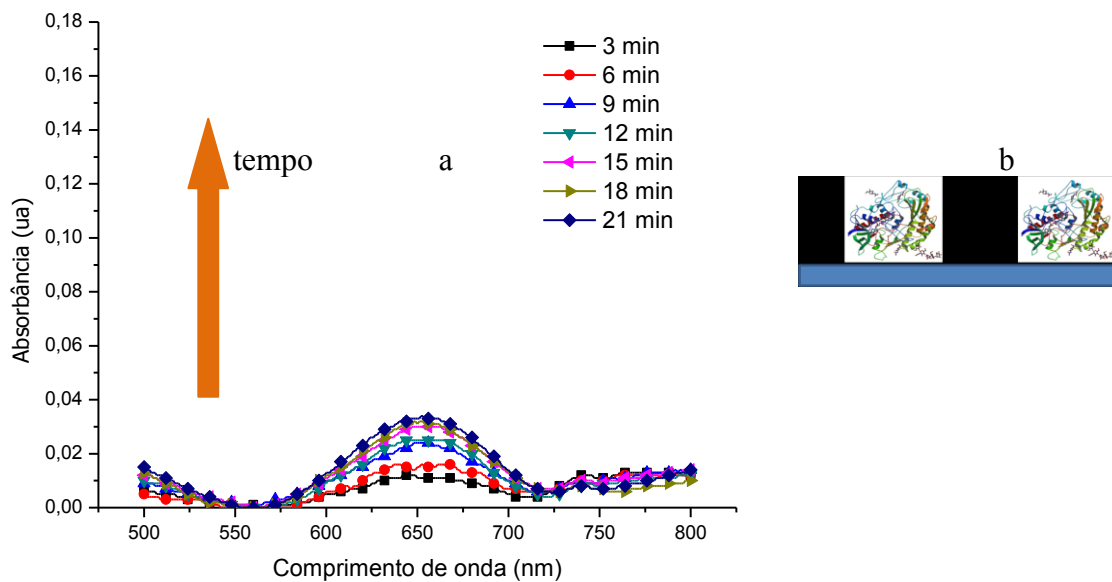 0,18
0,16
0,14
0,12
0,10
0,08
0,06
0,04
0,02
0,00
Absorbância (ua)
tempo
a
3 min
6 min
9 min
12 min
15 min
18 min
21 min
b
500 550 600 650 700 750 800
Comprimento de onda (nm)